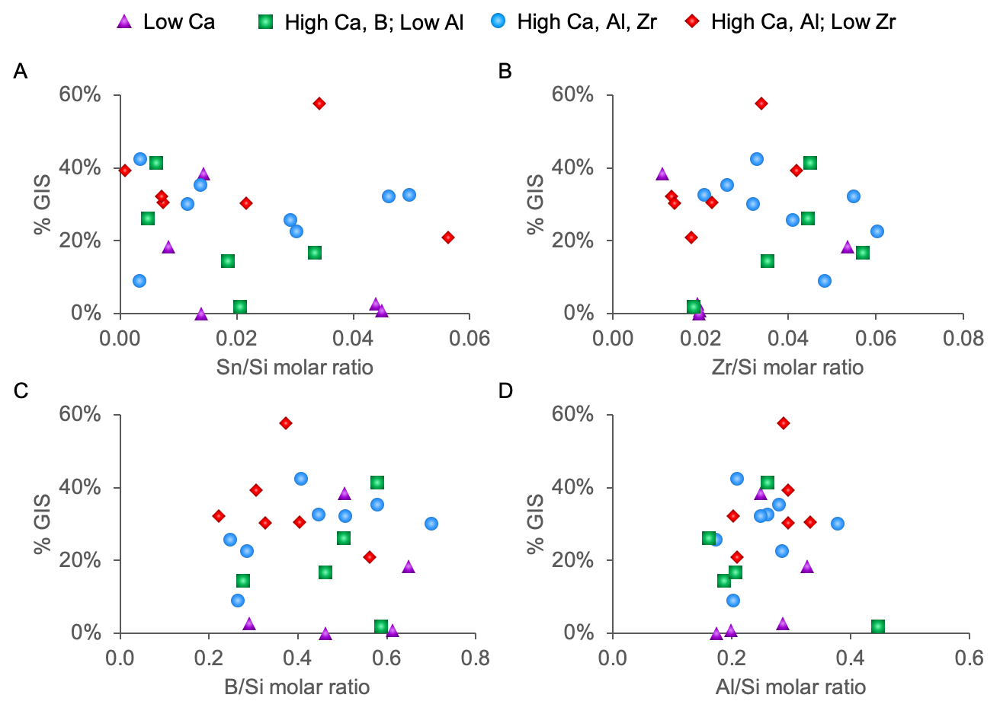 Low Ca High Ca, B; Low Al High Ca, Al, Zr High Ca, Al; Low Zr
A
60%
40%
20%
0%
% GIS
0.00 0.02 0.04 0.06
Sn/Si molar ratio
B
60%
40%
20%
0%
% GIS
0.00 0.02 0.04 0.06 0.08
Zr/Si molar ratio
C
60%
40%
20%
0%
% GIS
0.0 0.2 0.4 0.6 0.8
B/Si molar ratio
D
60%
40%
20%
0%
% GIS
0.0 0.2 0.4 0.6
Al/Si molar ratio